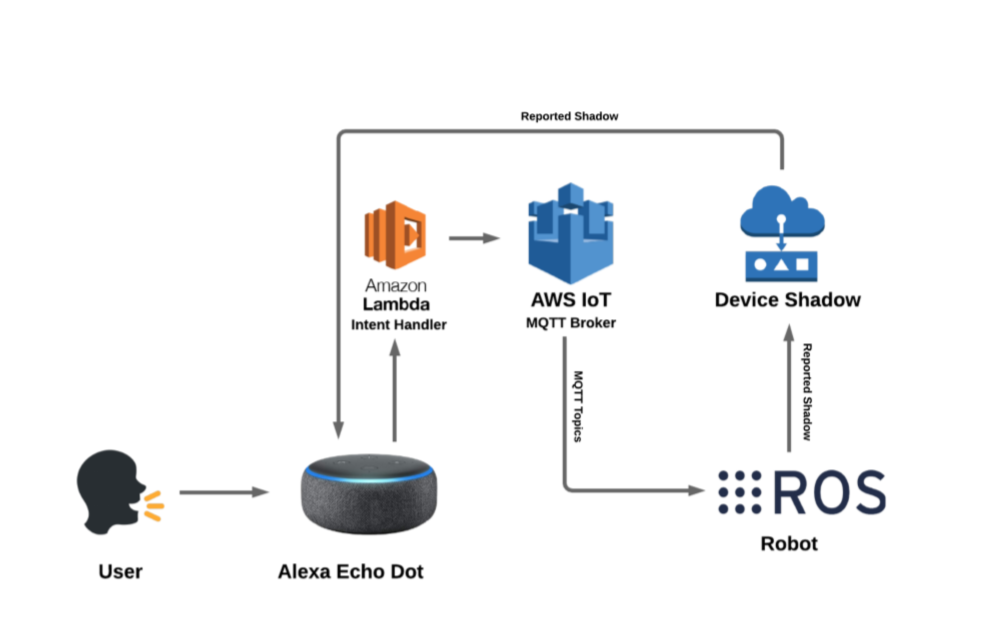 Reported Shadow
Amazon
Lambda
Intent Handler
AWS IoT
MQTT Broker
Device Shadow
MQTT Topics
Reported Shadow
ROS
Robot
User
Alexa Echo Dot